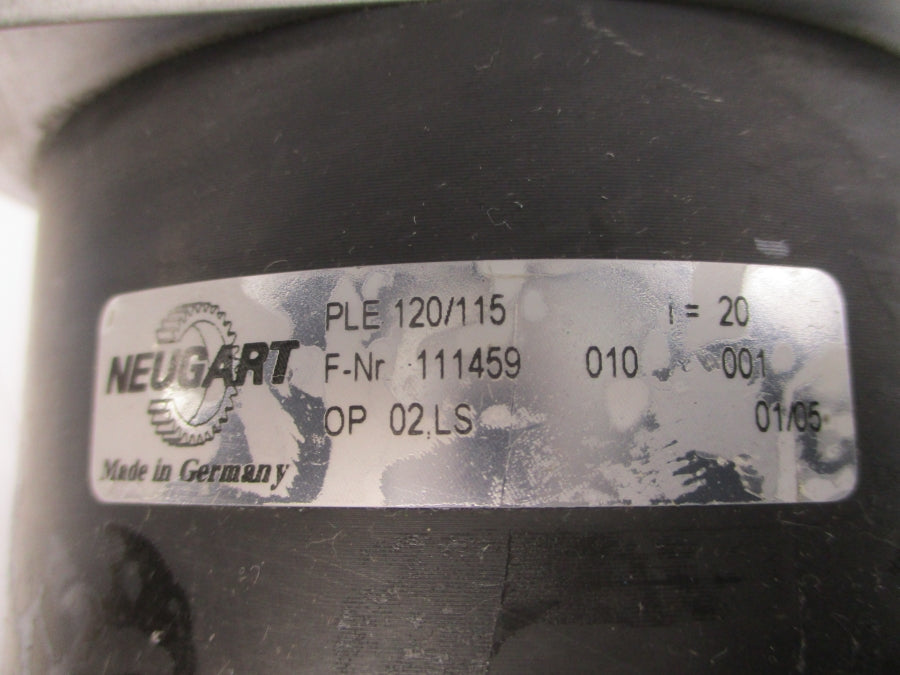 NEUGART
Made in Germany
PLE 120/115 i = 20
F-Nr 111459 010 001
OP 02,LS 01/05